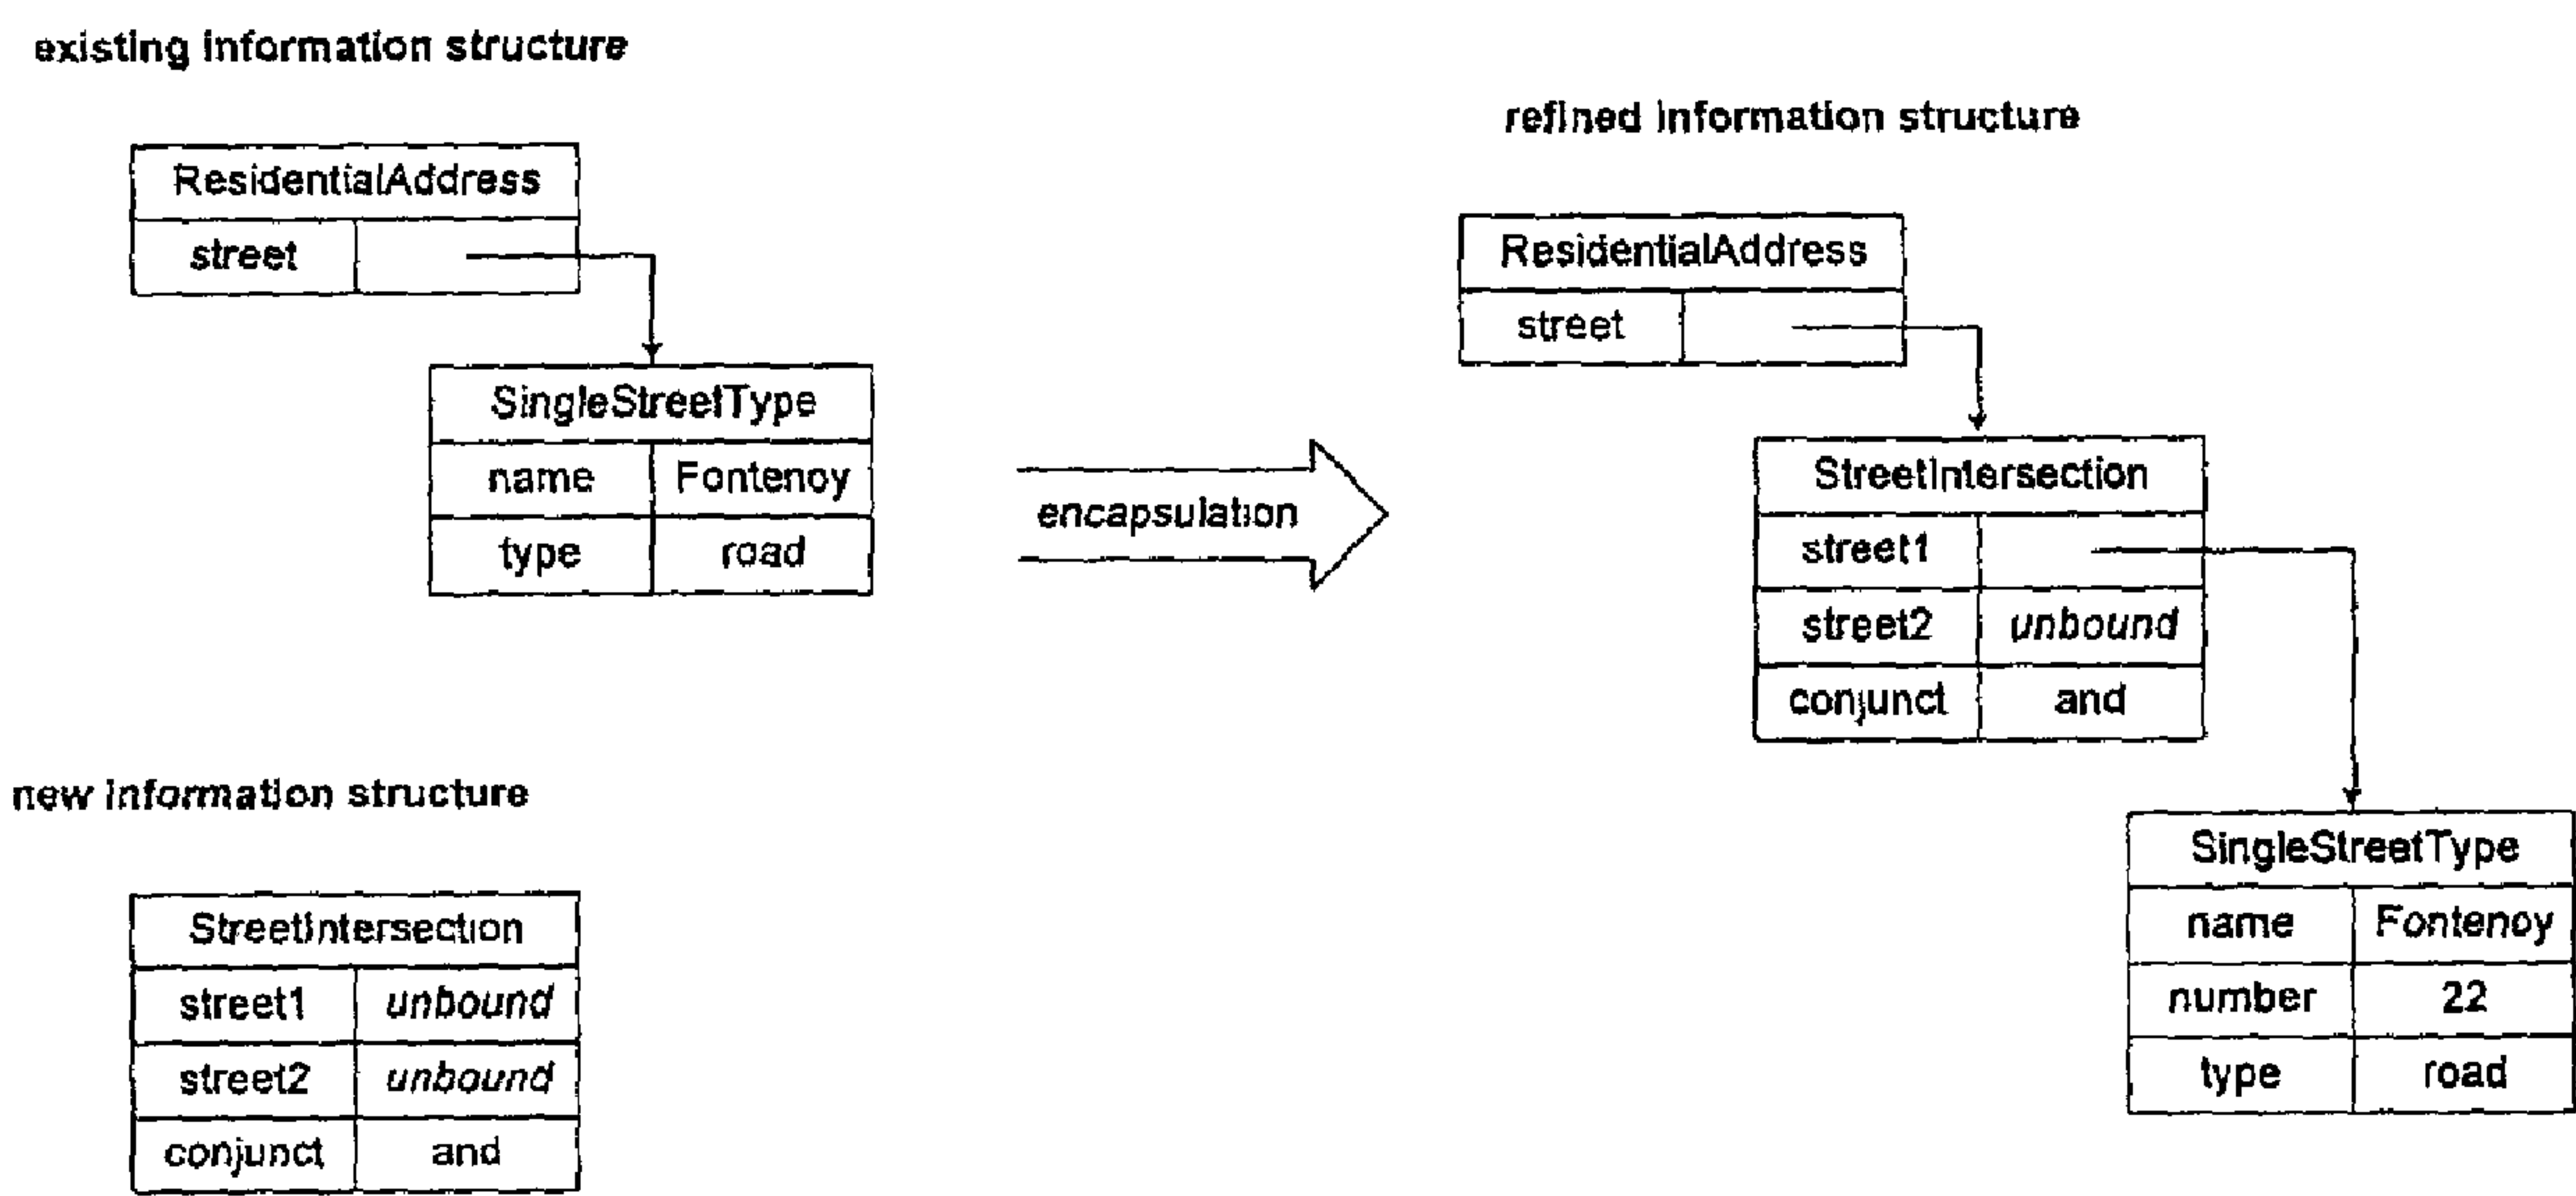 existing information structure
ResidentialAddress
street
SingleStreetType
name Fontenoy
type road
new information structure
StreetIntersection
street1 unbound
street2 unbound
conjunct and
encapsulation
refined information structure
ResidentialAddress
street
StreetIntersection
street1
street2 unbound
conjunct and
SingleStreetType
name Fontenoy
number 22
type road